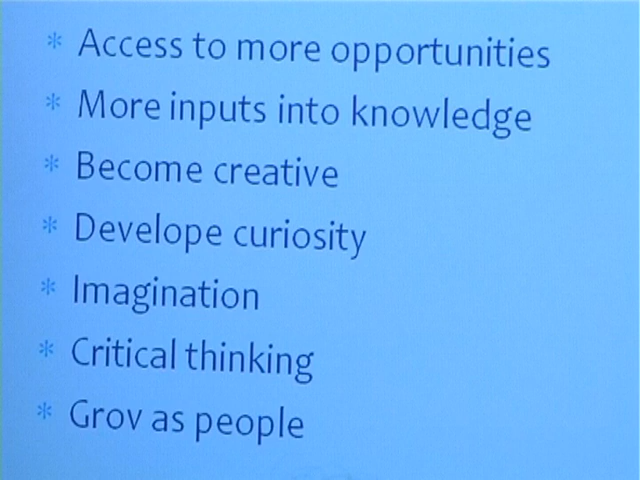 * Access to more opportunities
* More inputs into knowledge
* Become creative
* Develope curiosity
* Imagination
* Critical thinking
* Grov as people